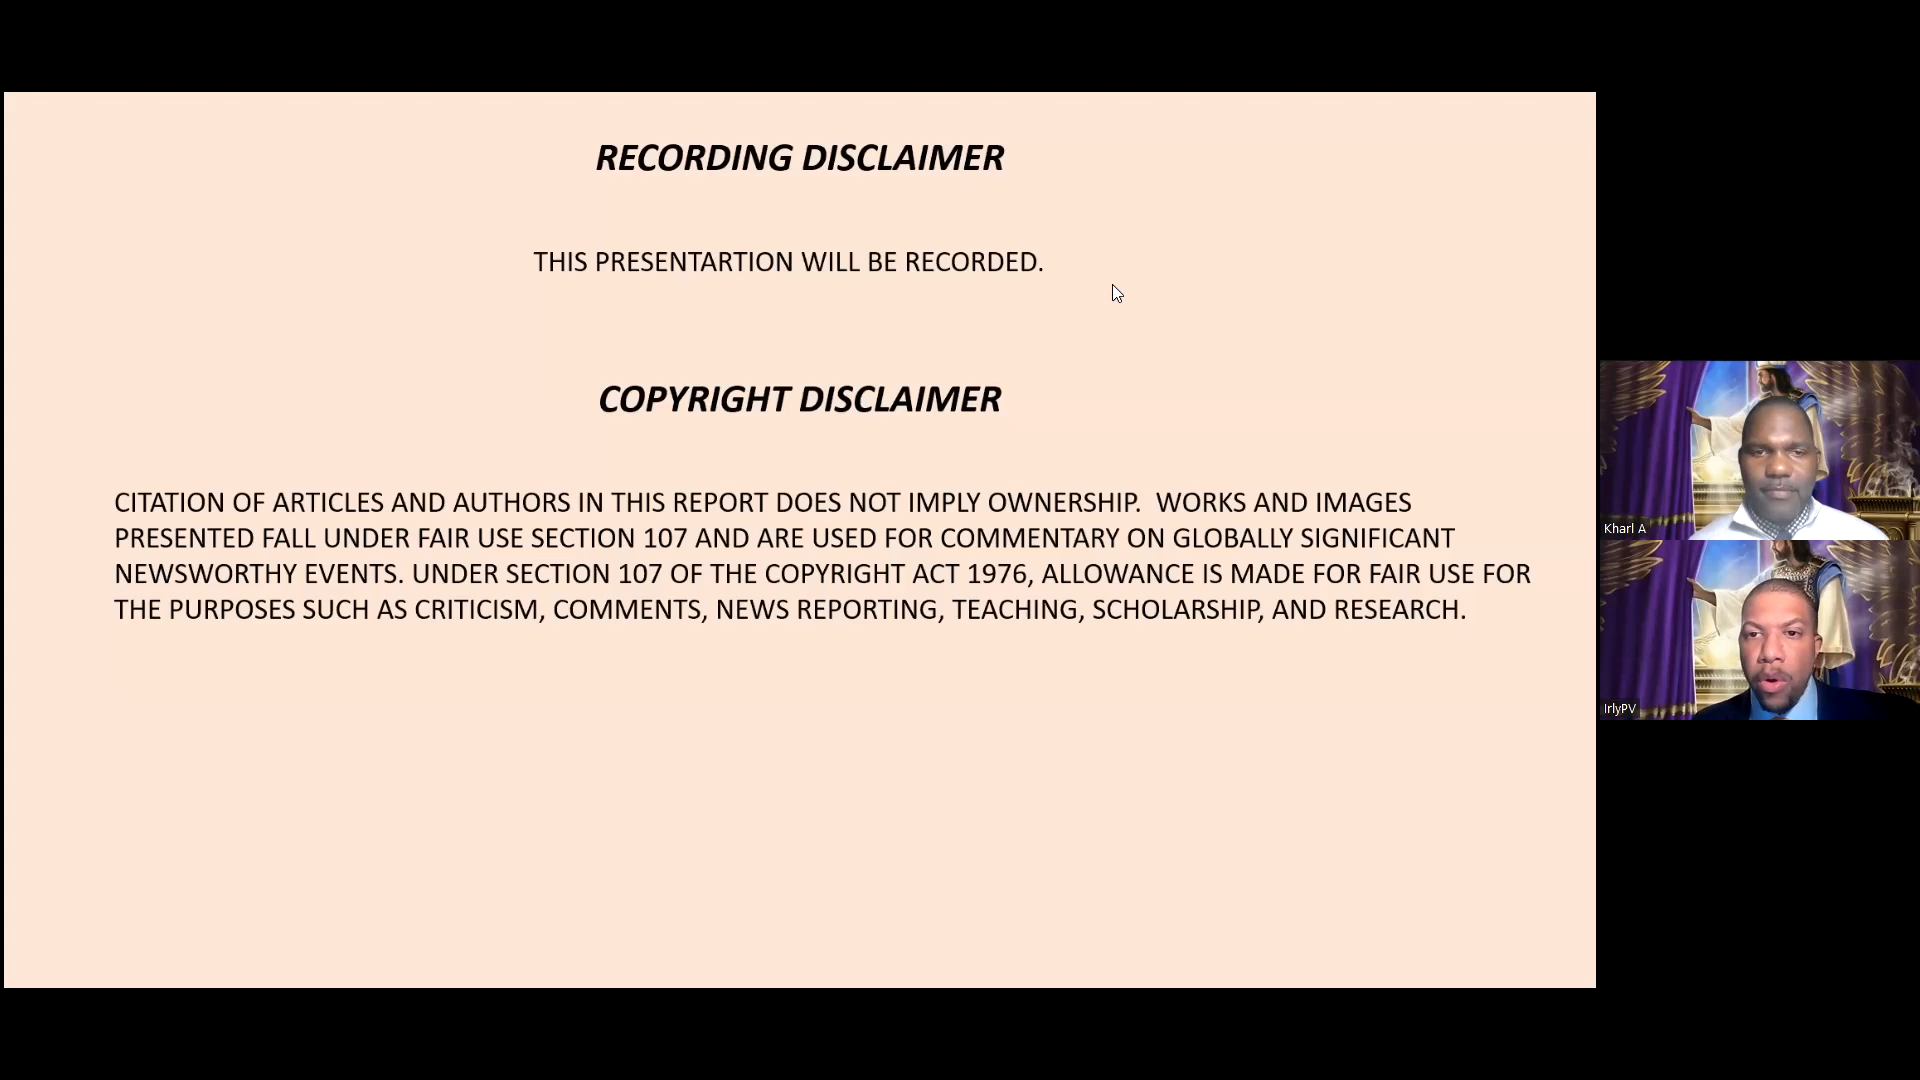 RECORDING DISCLAIMER
THIS PRESENTARTION WILL BE RECORDED.
COPYRIGHT DISCLAIMER
CITATION OF ARTICLES AND AUTHORS IN THIS REPORT DOES NOT IMPLY OWNERSHIP.  WORKS AND IMAGES
PRESENTED FALL UNDER FAIR USE SECTION 107 AND ARE USED FOR COMMENTARY ON GLOBALLY SIGNIFICANT
NEWSWORTHY EVENTS. UNDER SECTION 107 OF THE COPYRIGHT ACT 1976, ALLOWANCE IS MADE FOR FAIR USE FOR
THE PURPOSES SUCH AS CRITICISM, COMMENTS, NEWS REPORTING, TEACHING, SCHOLARSHIP, AND RESEARCH.
Kharl A
IrlyPV